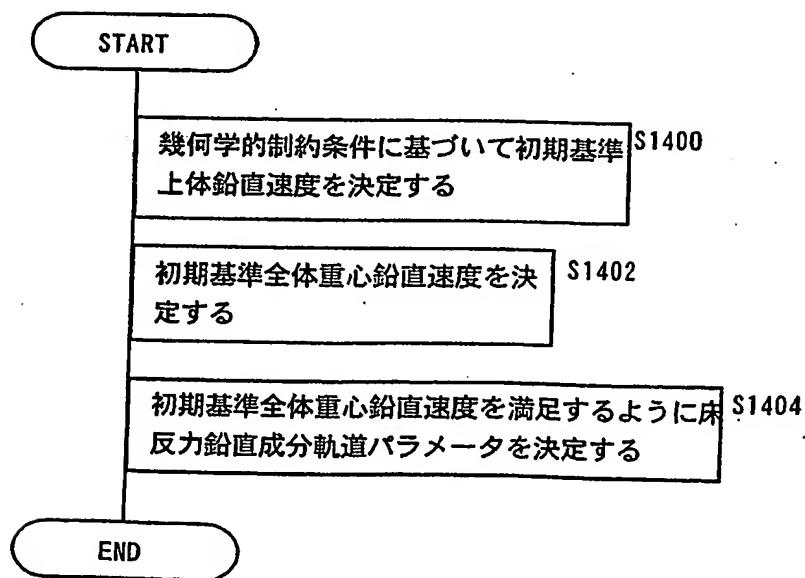 START
幾何学的制約条件に基づいて初期基準
上体鉛直速度を決定する
S1400
初期基準全体重心鉛直速度を決
定する
S1402
初期基準全体重心鉛直速度を満足するように床
反力鉛直成分軌道パラメータを決定する
S1404
END